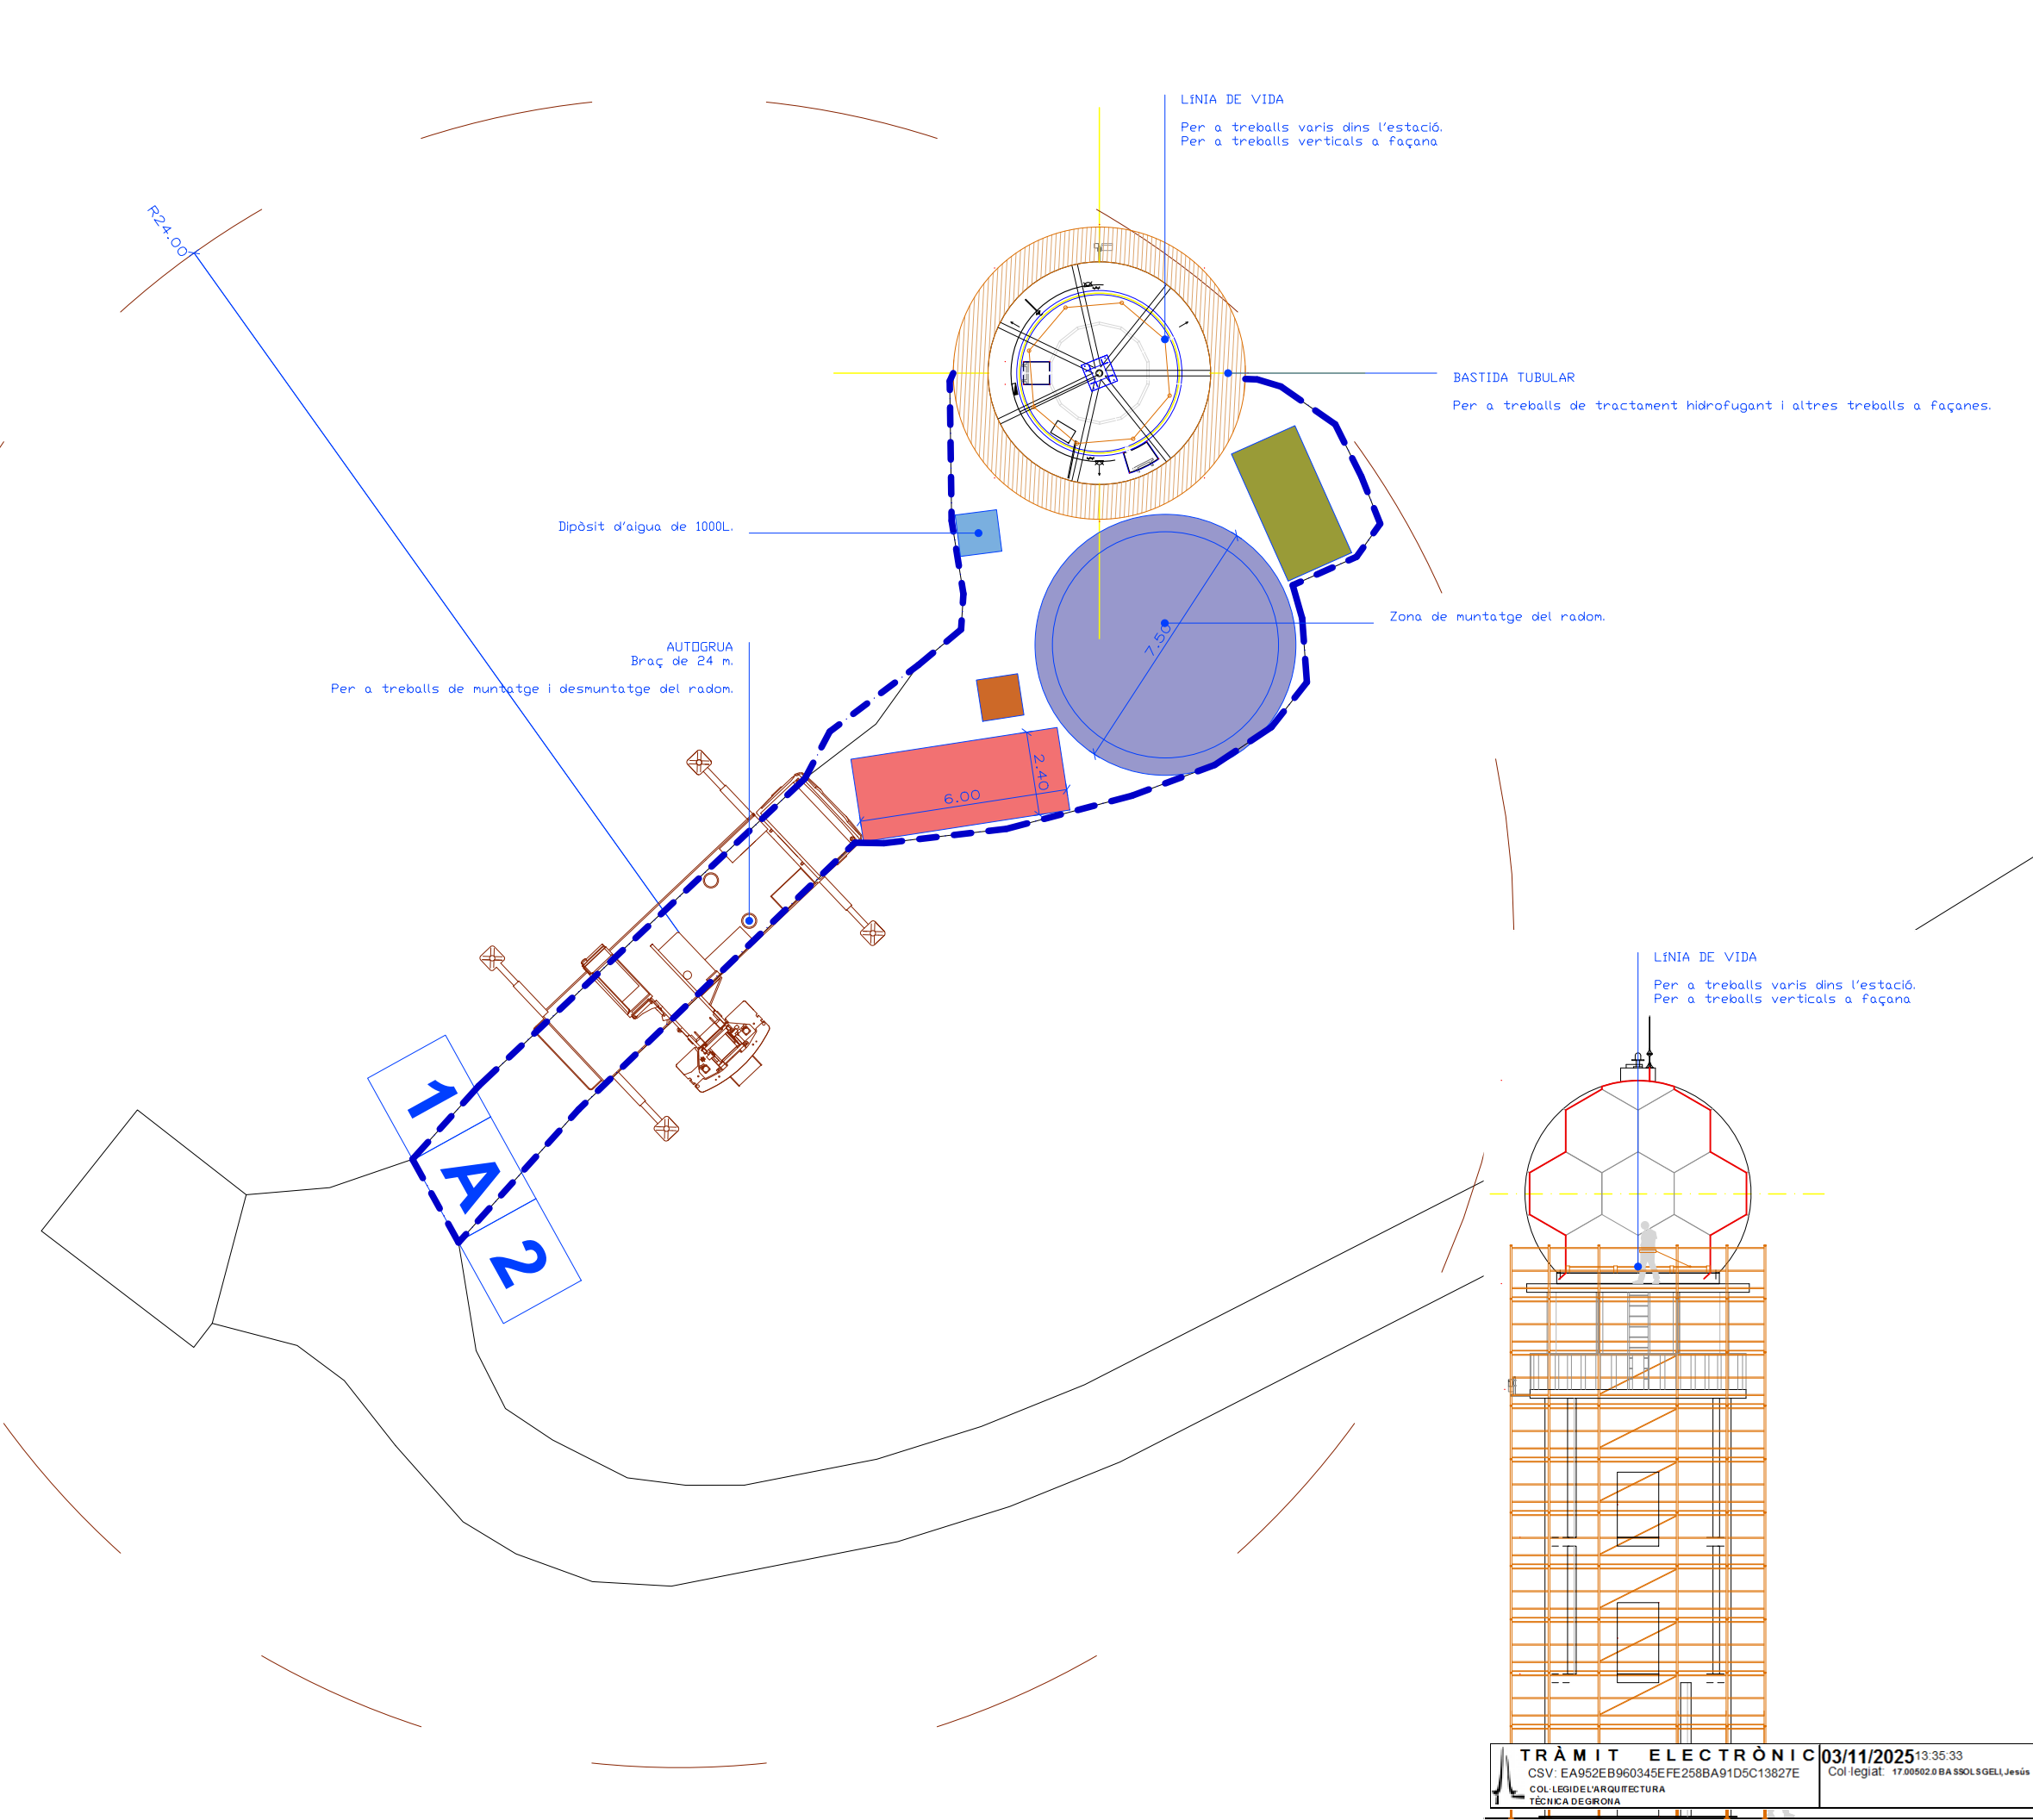 LíNIA DE VIDA
Per a treballs varis dins l'estació.
Per a treballs verticals a façana
R24.00
BASTIDA TUBULAR
Per a treballs de tractament hidrofugant i altres treballs a façanes.
Dipòsit d'aigua de 1000L.
Zona de muntatge del radom.
7.50
AUTOGRUA
Braç de 24 m.
Per a treballs de muntatge i desmuntatge del radom.
2.40
6.00
1
A
2
LíNIA DE VIDA
Per a treballs varis dins l'estació.
Per a treballs verticals a façana
TRÀMIT ELECTRÒNIC
CSV: EA952EB960345EFE258BA91D5C13827E
COL·LEGI DE L'ARQUITECTURA
TÈCNICA DE GIRONA
03/11/2025 13:35:33
Col·legiat: 17.00502.0 BASSOLS GELI, Jesús